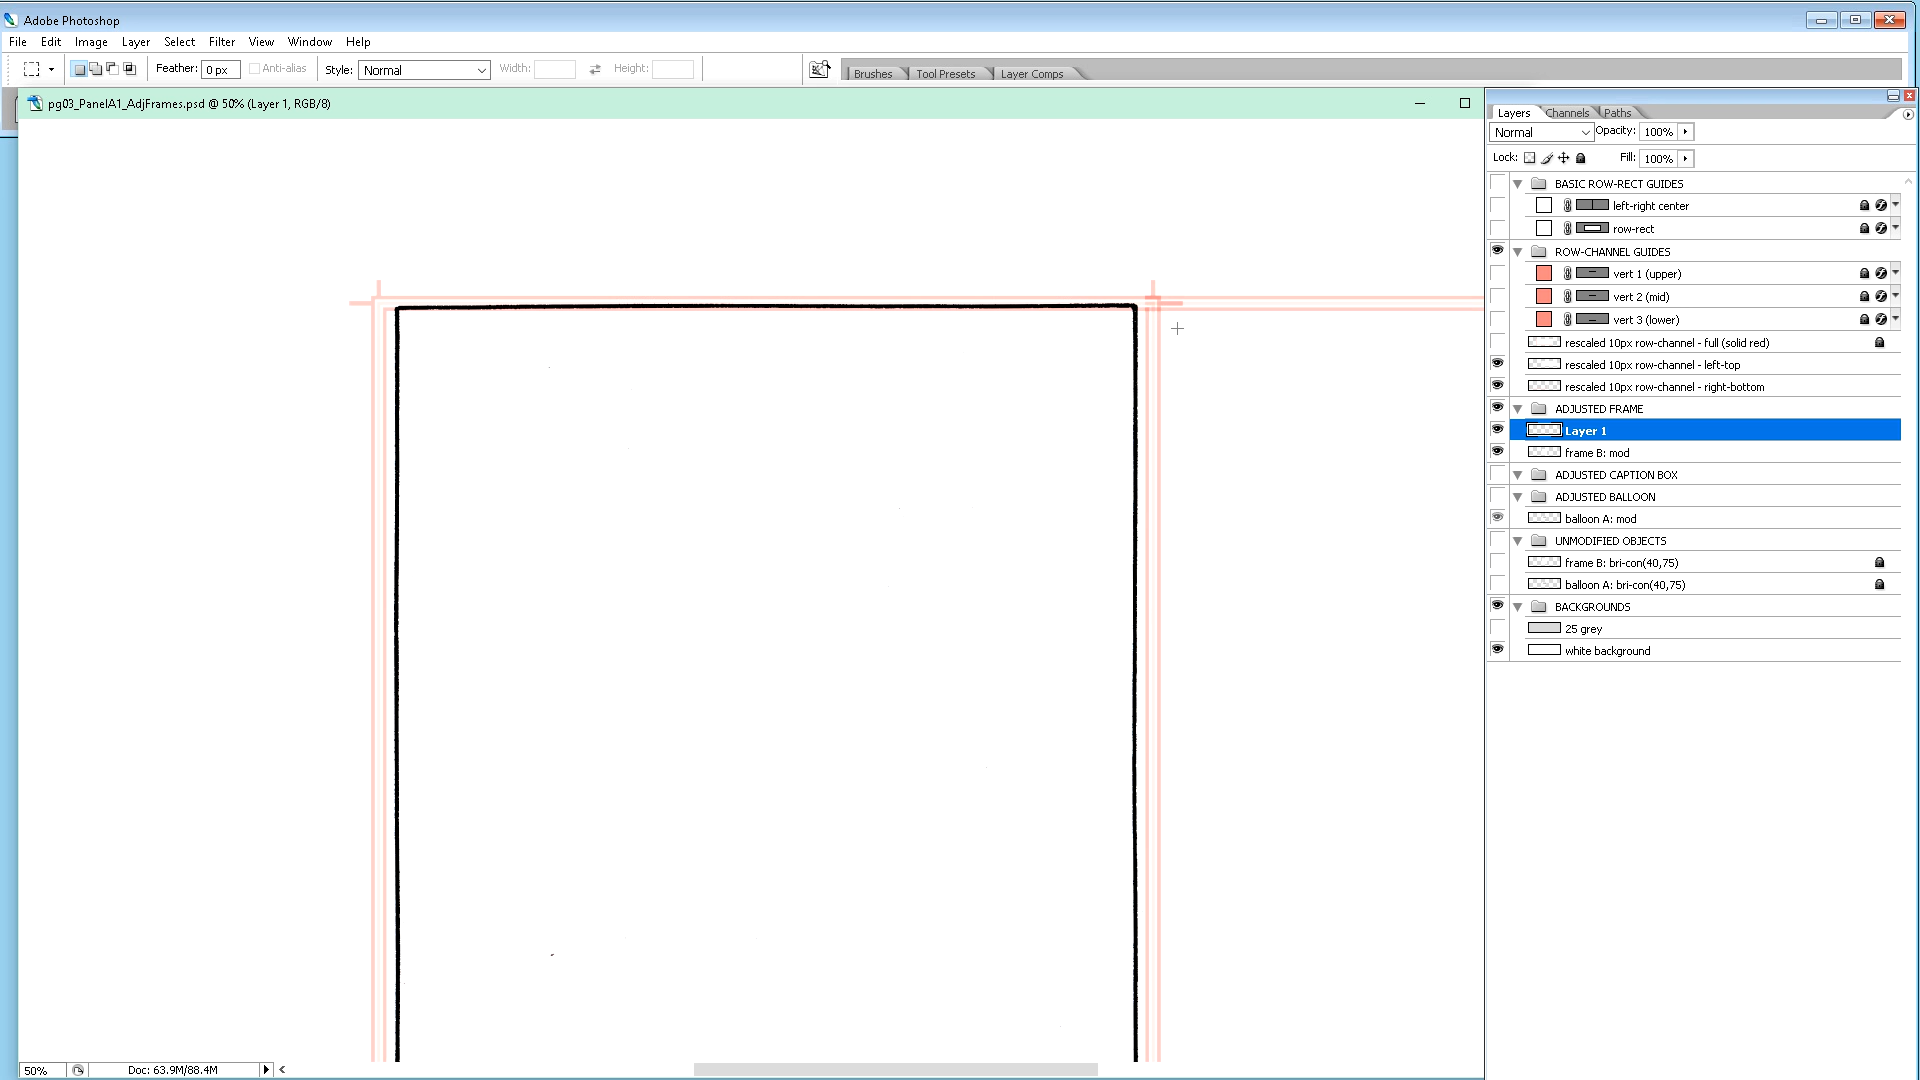 Adobe Photoshop
File Edit Image Layer Select Filter View Window Help
Feather: 0 px Anti-alias Style: Normal Width: Height: Brushes Tool Presets Layer Comps
pg03_PanelA1_AdjFrames.psd @ 50% (Layer 1, RGB/8)
Layers Channels Paths
Normal Opacity: 100%
Lock: Fill: 100%
BASIC ROW-RECT GUIDES
left-right center
row-rect
ROW-CHANNEL GUIDES
vert 1 (upper)
vert 2 (mid)
vert 3 (lower)
rescaled 10px row-channel - full (solid red)
rescaled 10px row-channel - left-top
rescaled 10px row-channel - right-bottom
ADJUSTED FRAME
Layer 1
frame B: mod
ADJUSTED CAPTION BOX
ADJUSTED BALLOON
balloon A: mod
UNMODIFIED OBJECTS
frame B: bri-con(40,75)
balloon A: bri-con(40,75)
BACKGROUNDS
25 grey
white background
50% Doc: 63.9M/88.4M